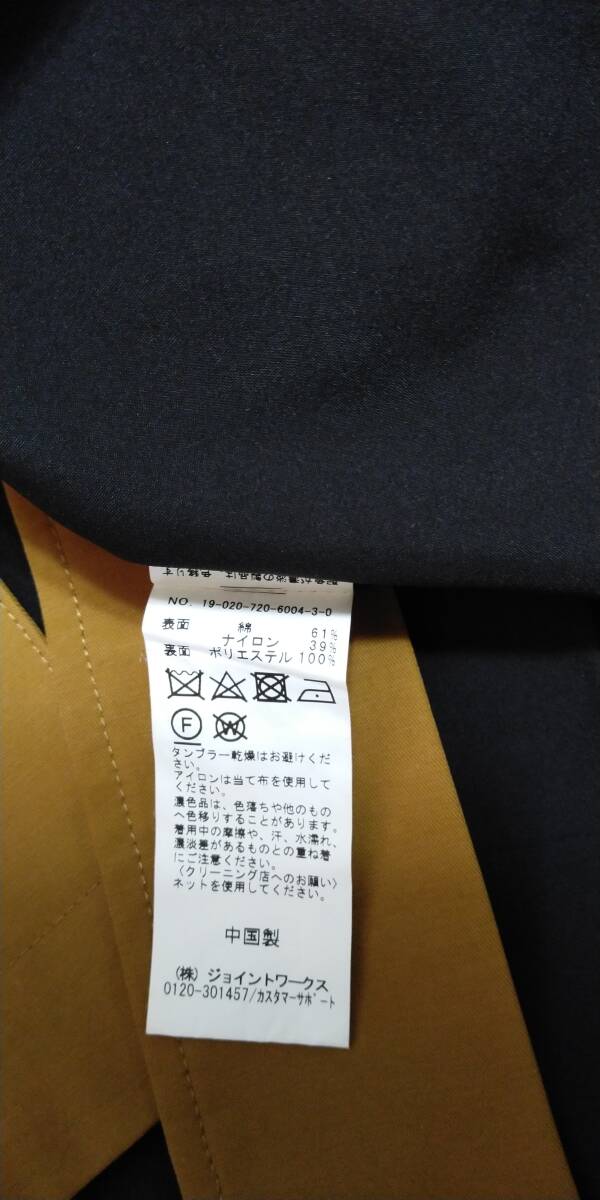 NO. 19-020-720-6004-3-0
表面 綿 61%
ナイロン 39%
裏面 ポリエステル 100%
F W
タンブラー乾燥はお避けくだ
さい。
アイロンは当て布を使用して
ください。
濃色品は、色落ちや他のもの
へ色移りすることがあります。
着用中の摩擦や、汗、水濡れ、
濃淡差があるものとの重ね着
にご注意ください。
〈クリーニング店へのお願い〉
ネットを使用してください。
中国製
(株) ジョイントワークス
0120-301457/カスタマーサポート